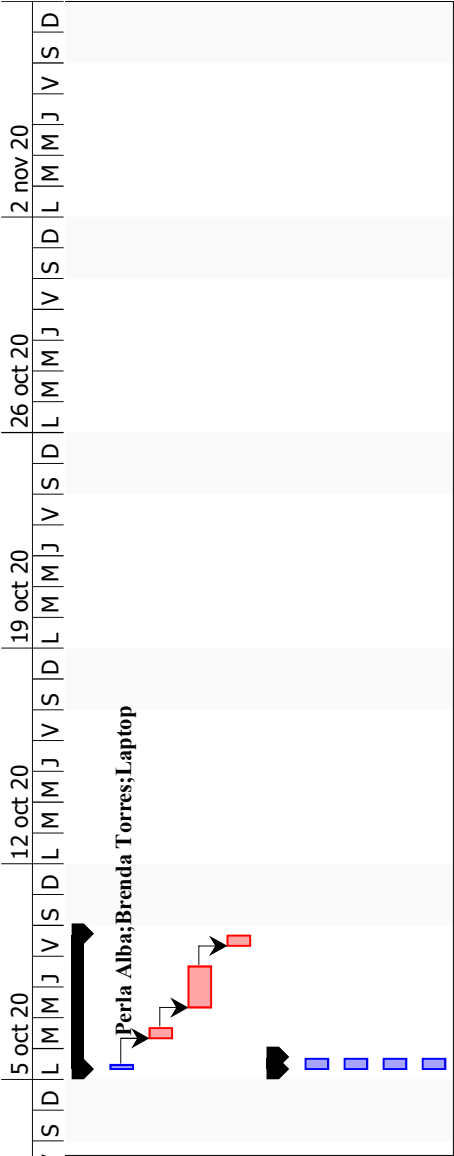 5 oct 20 12 oct 20 19 oct 20 26 oct 20 2 nov 20
S D L M M J V S D L M M J V S D L M M J V S D L M M J V S D L M M J V S D
Perla Alba;Brenda Torres;Laptop